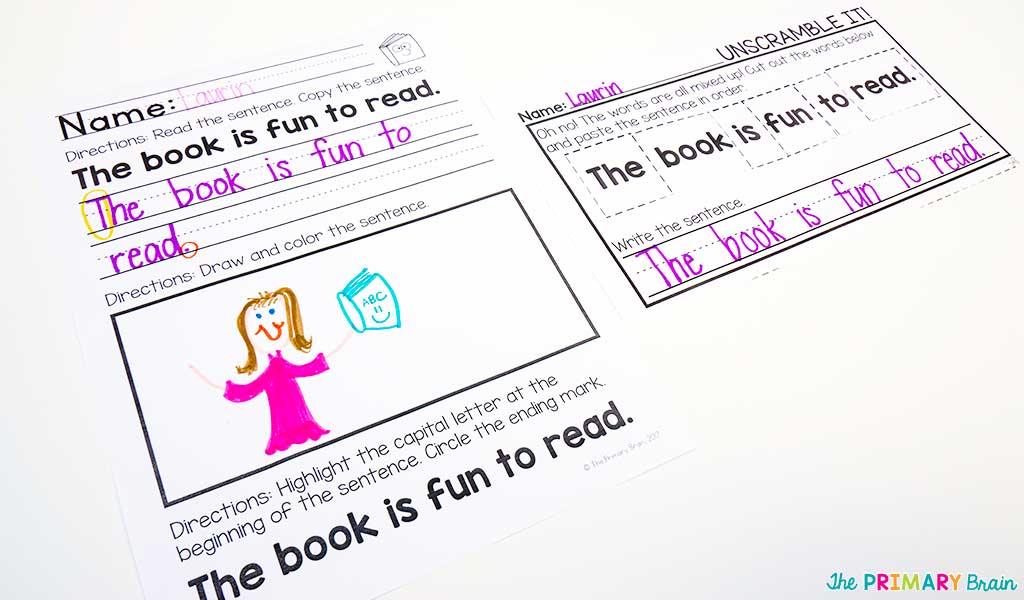 Name: Laurin
Directions: Read the sentence. Copy the sentence
The book is fun to read.
The book is fun to
read.
Directions: Draw and color the sentence.
ABC
Directions: Highlight the capital letter at the
beginning of the sentence. Circle the ending mark.
The book is fun to read.
© The Primary Brain, 2017
Name: Laurin UNSCRAMBLE IT!
Oh no! The words are all mixed up! Cut out the words below
and paste the sentence in order.
The book is fun to read.
Write the sentence.
The book is fun to read.
The PRIMARY Brain